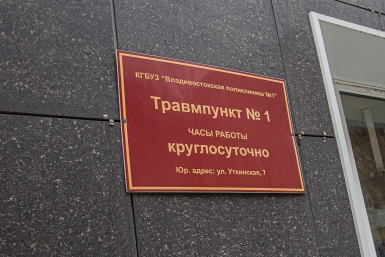 КГБУЗ "Владивостокская поликлиника №1"
Травмпункт № 1
ЧАСЫ РАБОТЫ
круглосуточно
Юр. адрес: ул. Уткинская, 7